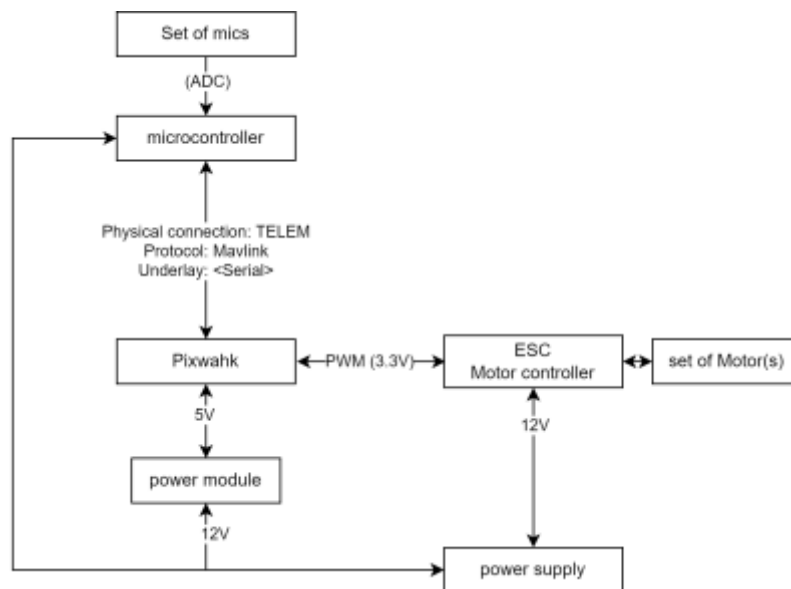 Set of mics
(ADC)
microcontroller
Physical connection: TELEM
Protocol: Mavlink
Underlay: <Serial>
Pixwahk
PWM (3.3V)
ESC
Motor controller
set of Motor(s)
5V
12V
power module
12V
power supply